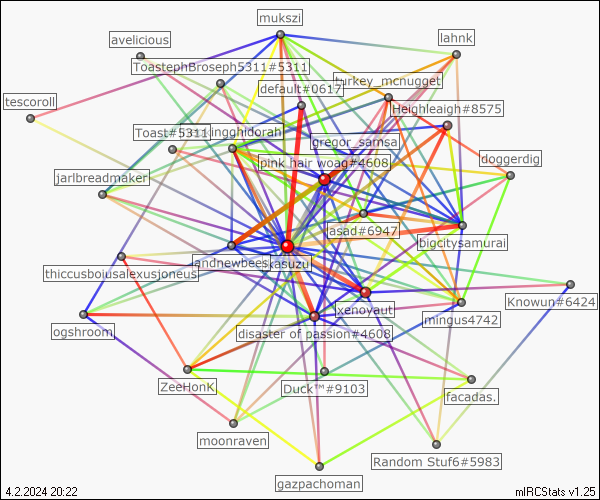 mukszi
avelicious
lahnk
ToastephBroseph5311#5311
turkey_mcnugget
default#0617
tescoroll
Heighleaigh#8575
Toast#5311
ingghidorah
gregor_samsa
doggerdig
pink hair woag#4608
jarlbreadmaker
asad#6947
bigcitysamurai
endnewbees
kasuzu
thiccusboiusalexusjoneus
Knowun#6424
xenoyaut
mingus4742
ogshroom
disaster of passion#4608
ZeeHonk
Duck™#9103
facadas.
moonraven
Random Stuf6#5983
gazpachoman
4.2.2024 20:22
mIRCStats v1.25